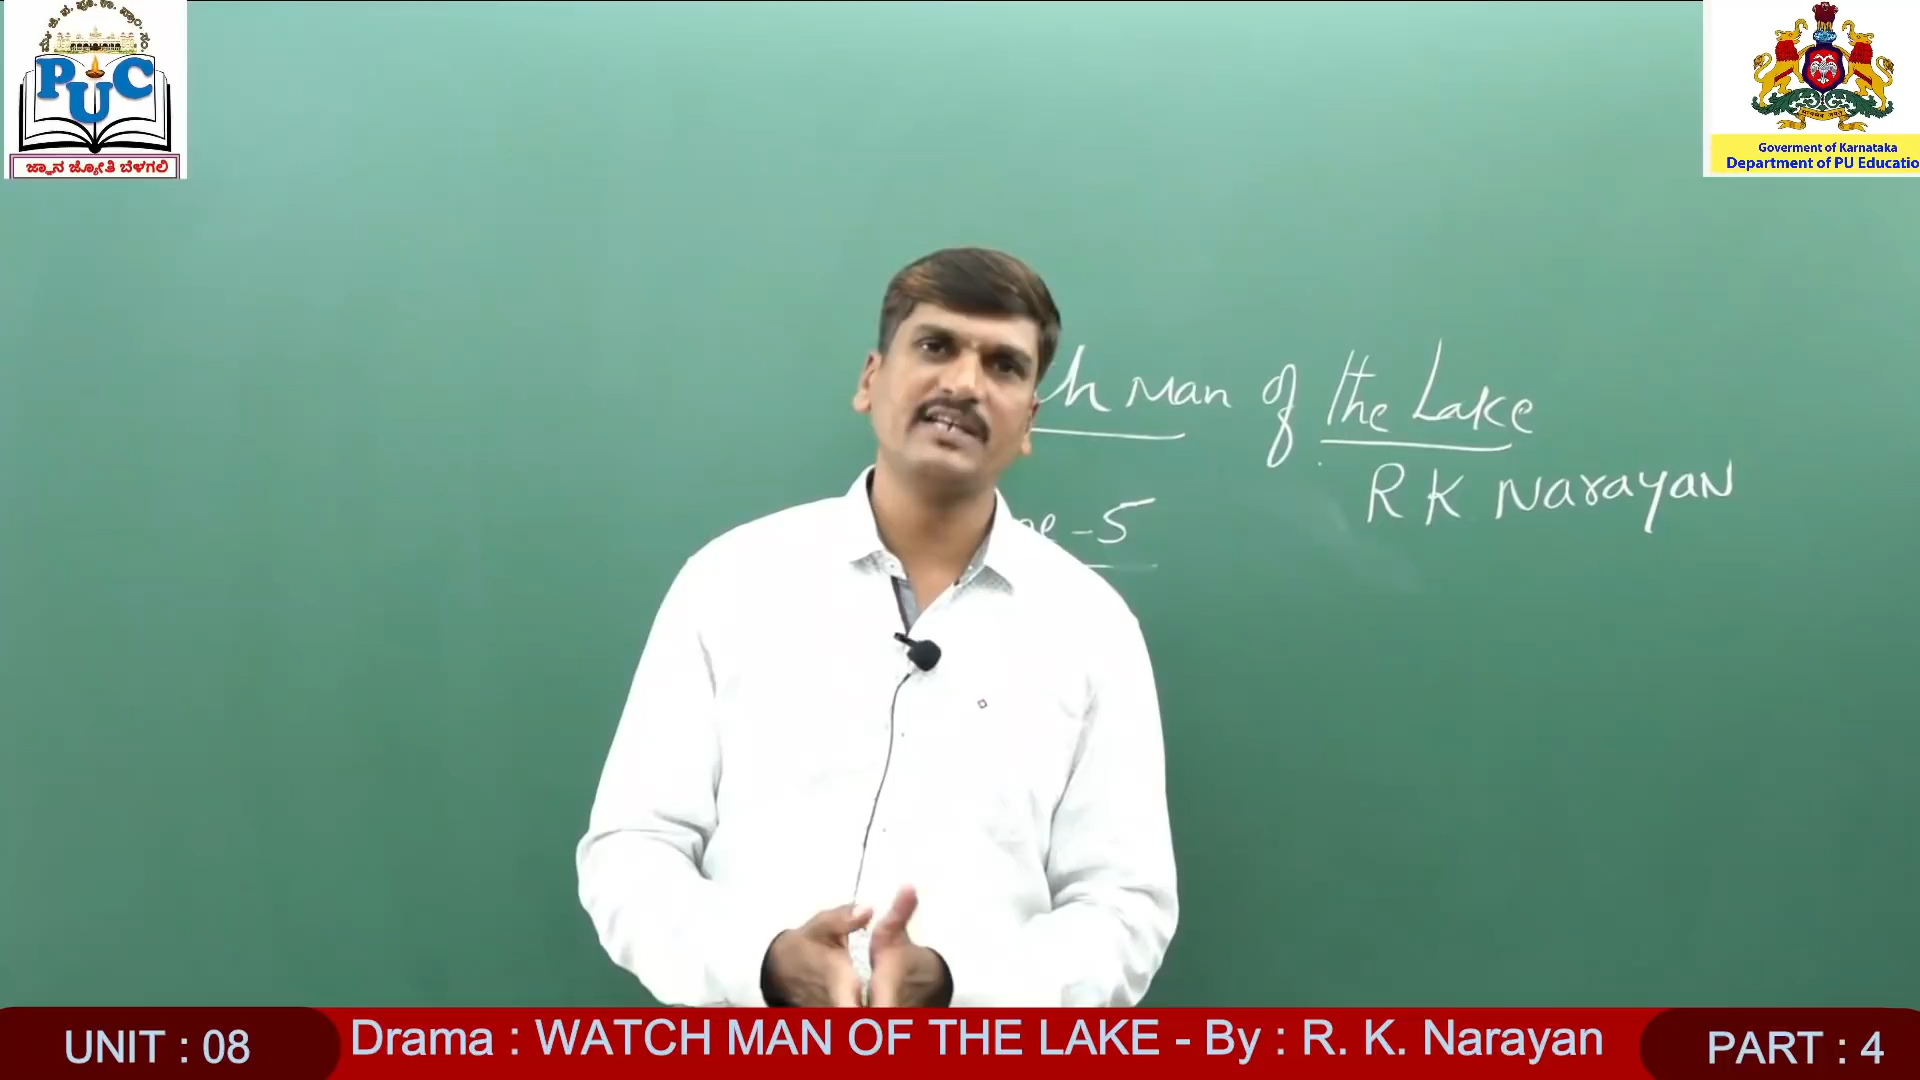 PUC
ಜ್ಞಾನ ಜ್ಯೋತಿ ಬೆಳಗಲಿ
Goverment of Karnataka
Department of PU Educatio
h Man of the Lake
R K Narayan
e - 5
UNIT : 08
Drama : WATCH MAN OF THE LAKE - By : R. K. Narayan
PART : 4